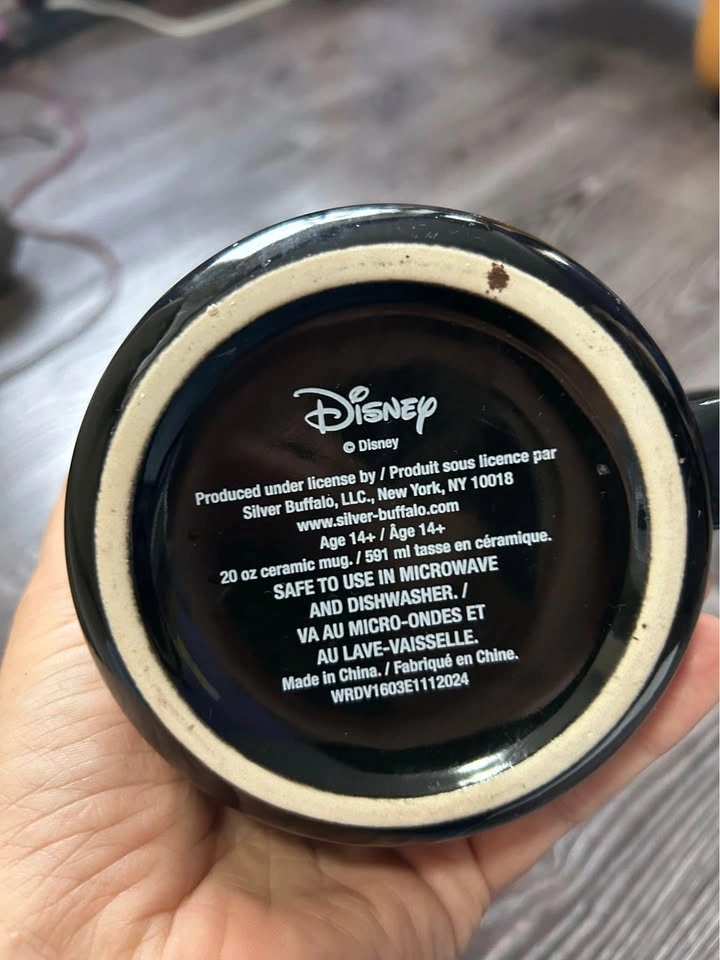 Disney
© Disney
Produced under license by / Produit sous licence par
Silver Buffalo, LLC., New York, NY 10018
www.silver-buffalo.com
Age 14+ / Âge 14+
20 oz ceramic mug. / 591 ml tasse en céramique.
SAFE TO USE IN MICROWAVE
AND DISHWASHER. /
VA AU MICRO-ONDES ET
AU LAVE-VAISSELLE.
Made in China. / Fabriqué en Chine.
WRDV1603E1112024